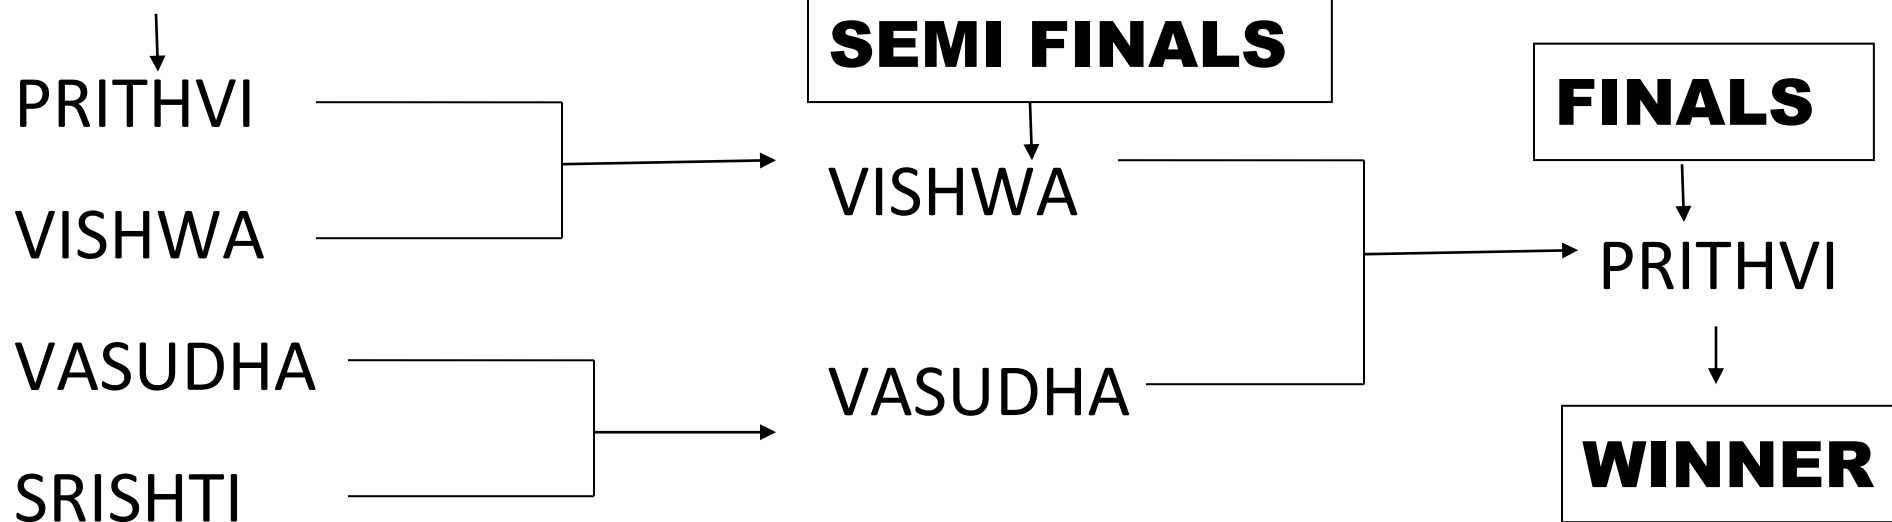 PRITHVI
VISHWA
VASUDHA
SRISHTI
SEMI FINALS
VISHWA
VASUDHA
FINALS
PRITHVI
WINNER